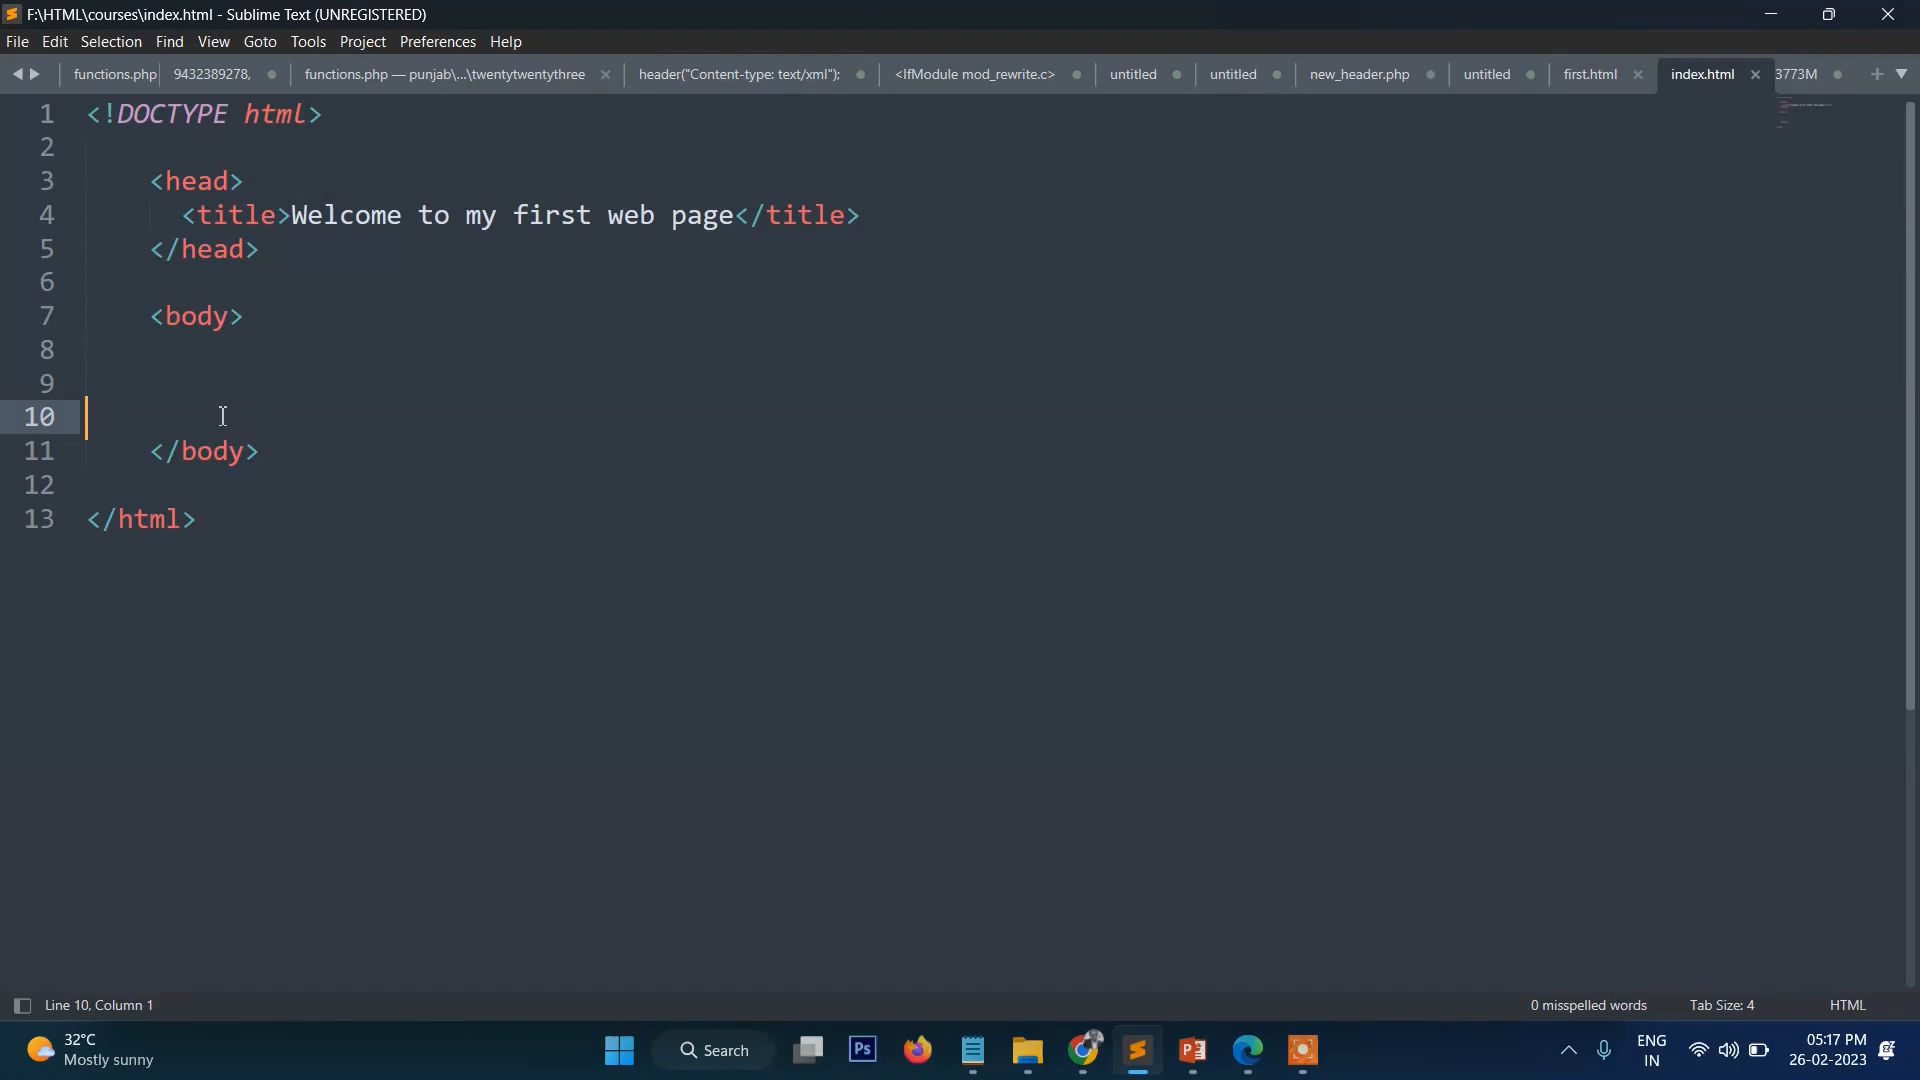 F:\HTML\courses\index.html - Sublime Text (UNREGISTERED)
File Edit Selection Find View Goto Tools Project Preferences Help
functions.php 9432389278, functions.php — punjab\...\twentytwentythree header("Content-type: text/xml"); <IfModule mod_rewrite.c> untitled untitled new_header.php untitled first.html index.html 3773M
1 <!DOCTYPE html>
2
3 <head>
4 <title>Welcome to my first web page</title>
5 </head>
6
7 <body>
8
9
10
11 </body>
12
13 </html>
Line 10, Column 1 0 misspelled words Tab Size: 4 HTML
32°C
Mostly sunny
Search
Ps
ENG
IN
05:17 PM
26-02-2023